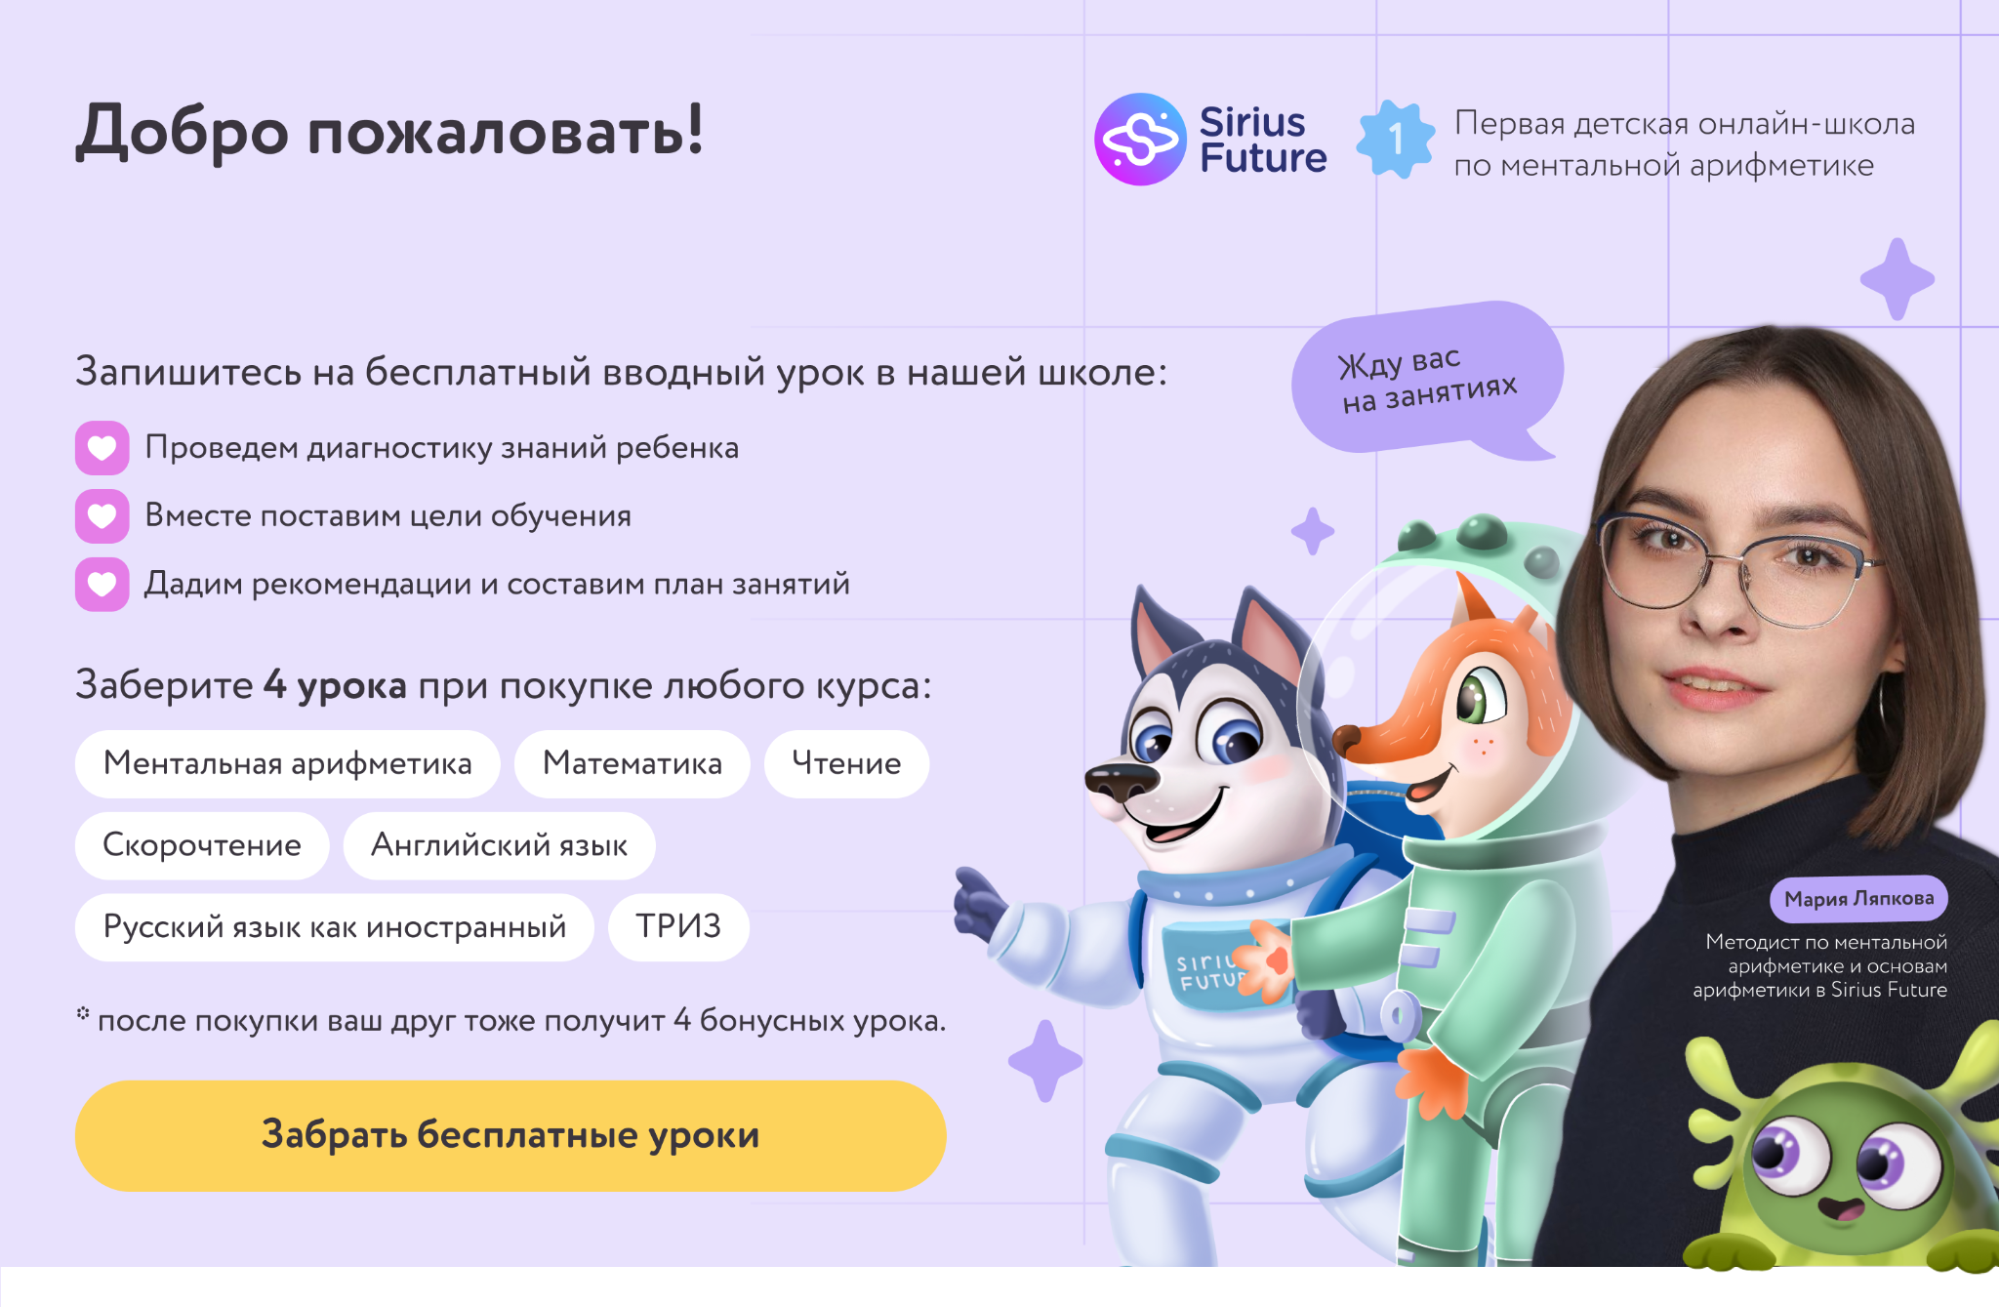 Добро пожаловать!
Sirius
Future
1
Первая детская онлайн-школа
по ментальной арифметике
Жду вас
на занятиях
Запишитесь на бесплатный вводный урок в нашей школе:
Проведем диагностику знаний ребенка
Вместе поставим цели обучения
Дадим рекомендации и составим план занятий
Заберите 4 урока при покупке любого курса:
Ментальная арифметика
Математика
Чтение
Скорочтение
Английский язык
Русский язык как иностранный
ТРИЗ
* после покупки ваш друг тоже получит 4 бонусных урока.
Забрать бесплатные уроки
Мария Ляпкова
Методист по ментальной
арифметике и основам
арифметики в Sirius Future